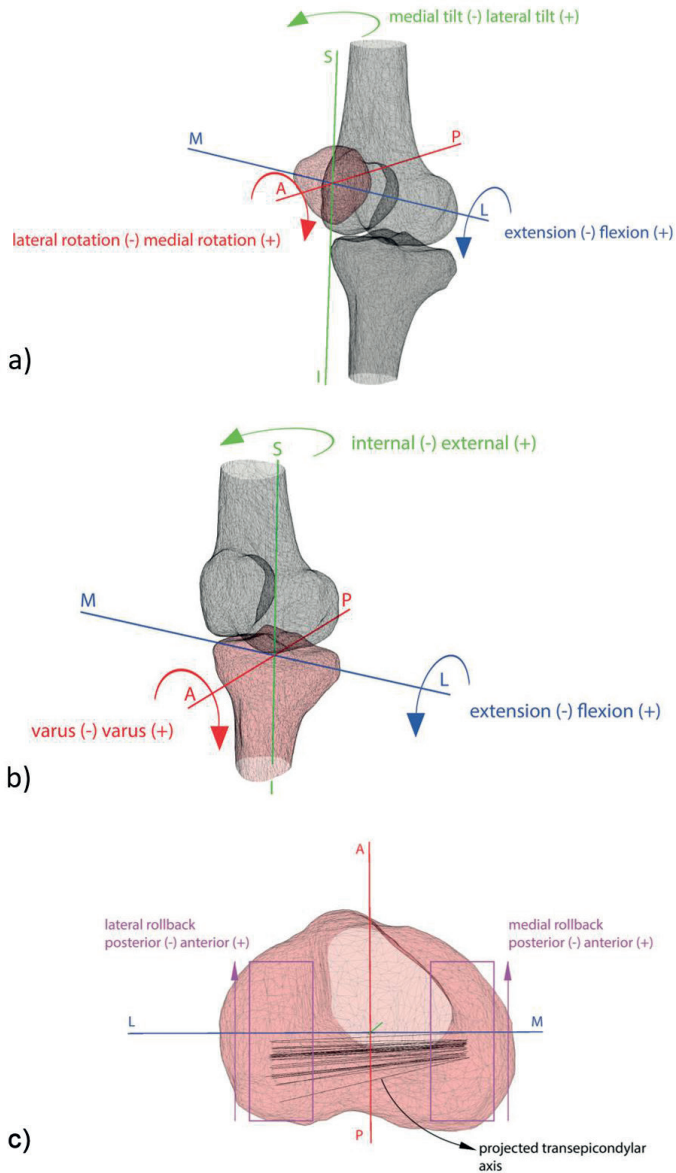 medial tilt (-) lateral tilt (+)
S
M
P
A
L
lateral rotation (-) medial rotation (+)
extension (-) flexion (+)
a)
I
internal (-) external (+)
S
M
P
A
L
varus (-) varus (+)
extension (-) flexion (+)
b)
I
A
lateral rollback
posterior (-) anterior (+)
medial rollback
posterior (-) anterior (+)
L
M
P
c)
projected transepicondylar
axis